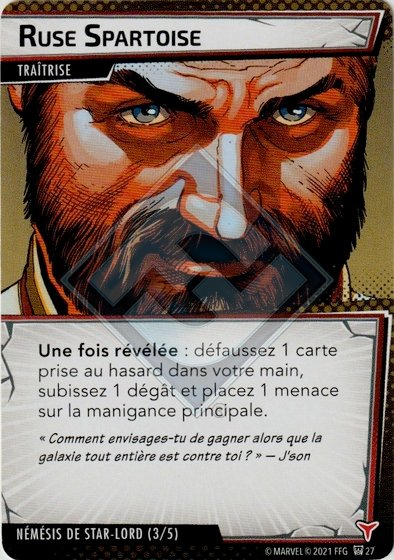 RUSE SPARTOISE
TRAÎTRISE
Une fois révélée : défaussez 1 carte
prise au hasard dans votre main,
subissez 1 dégât et placez 1 menace
sur la manigance principale.
« Comment envisages-tu de gagner alors que la
galaxie tout entière est contre toi ? » — J'son
© MARVEL © 2021 FFG 27
NÉMÉSIS DE STAR-LORD (3/5)